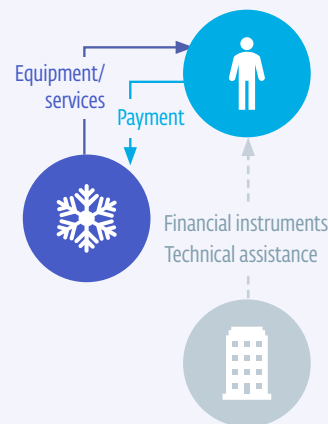 Equipment/
services
Payment
Financial instruments
Technical assistance